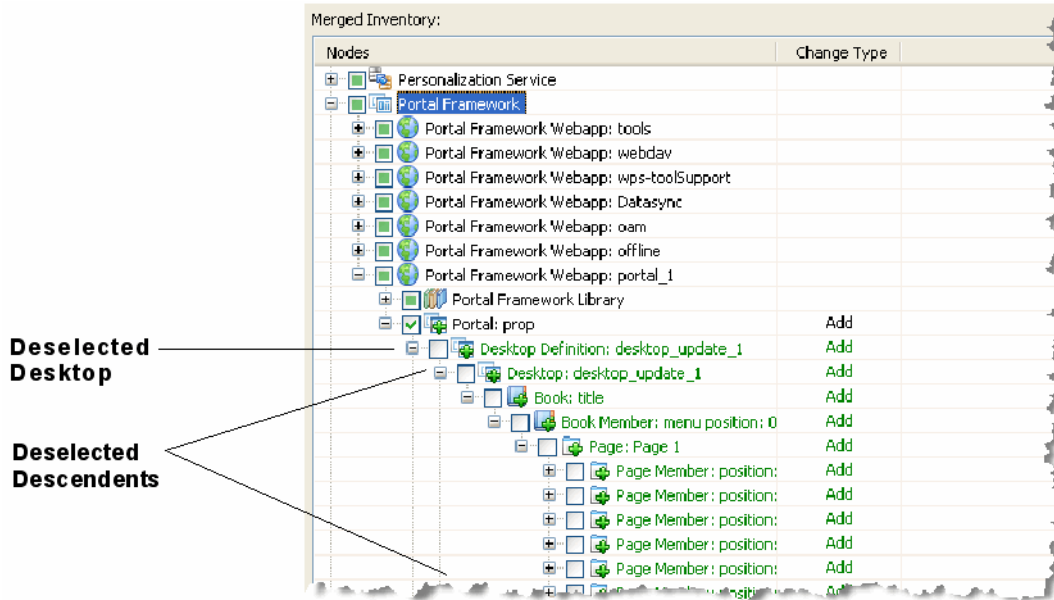 Merged Inventory:
Nodes Change Type
Personalization Service
Portal Framework
Portal Framework Webapp: tools
Portal Framework Webapp: webdav
Portal Framework Webapp: wps-toolSupport
Portal Framework Webapp: Datasync
Portal Framework Webapp: oam
Portal Framework Webapp: offline
Portal Framework Webapp: portal_1
Portal Framework Library
Portal: prop Add
Deselected
Desktop
Desktop Definition: desktop_update_1 Add
Desktop: desktop_update_1 Add
Book: title Add
Book Member: menu position: 0 Add
Deselected
Descendents
Page: Page 1 Add
Page Member: position: Add
Page Member: position: Add
Page Member: position: Add
Page Member: position: Add
Page Member: position: Add